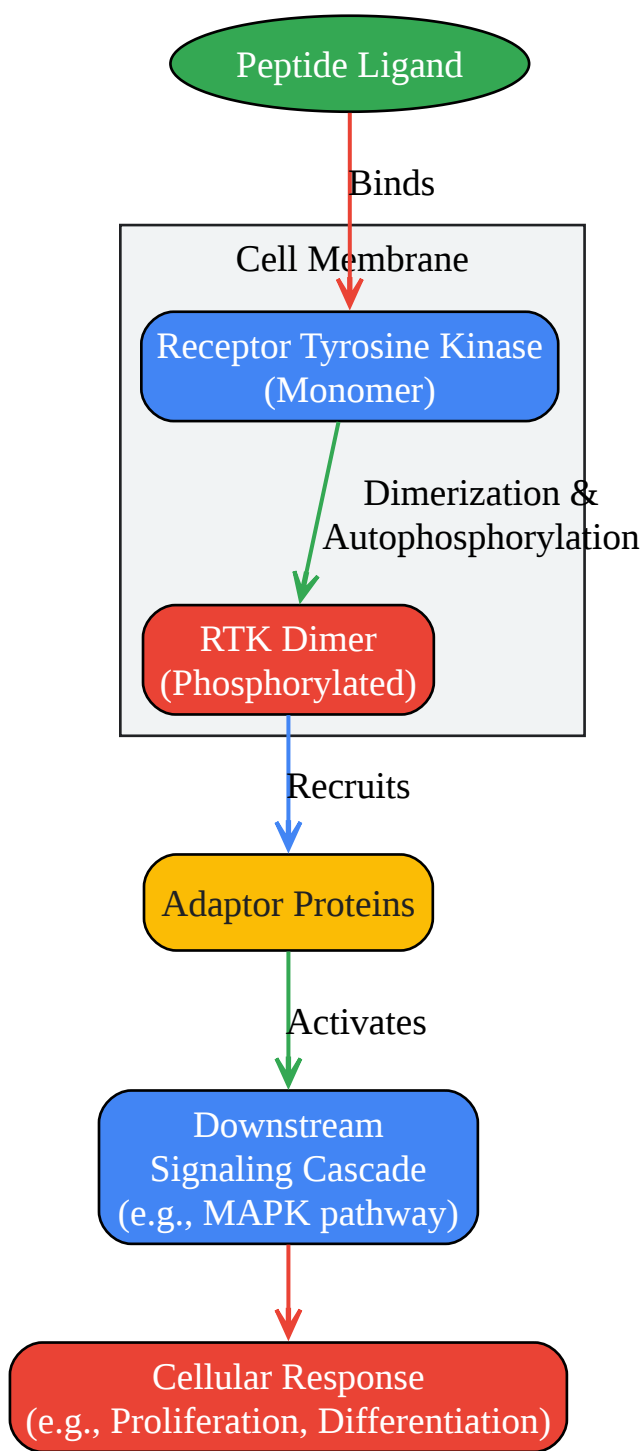 Peptide Ligand
Binds
Cell Membrane
Receptor Tyrosine Kinase
(Monomer)
Dimerization &
Autophosphorylation
RTK Dimer
(Phosphorylated)
Recruits
Adaptor Proteins
Activates
Downstream
Signaling Cascade
(e.g., MAPK pathway)
Cellular Response
(e.g., Proliferation, Differentiation)